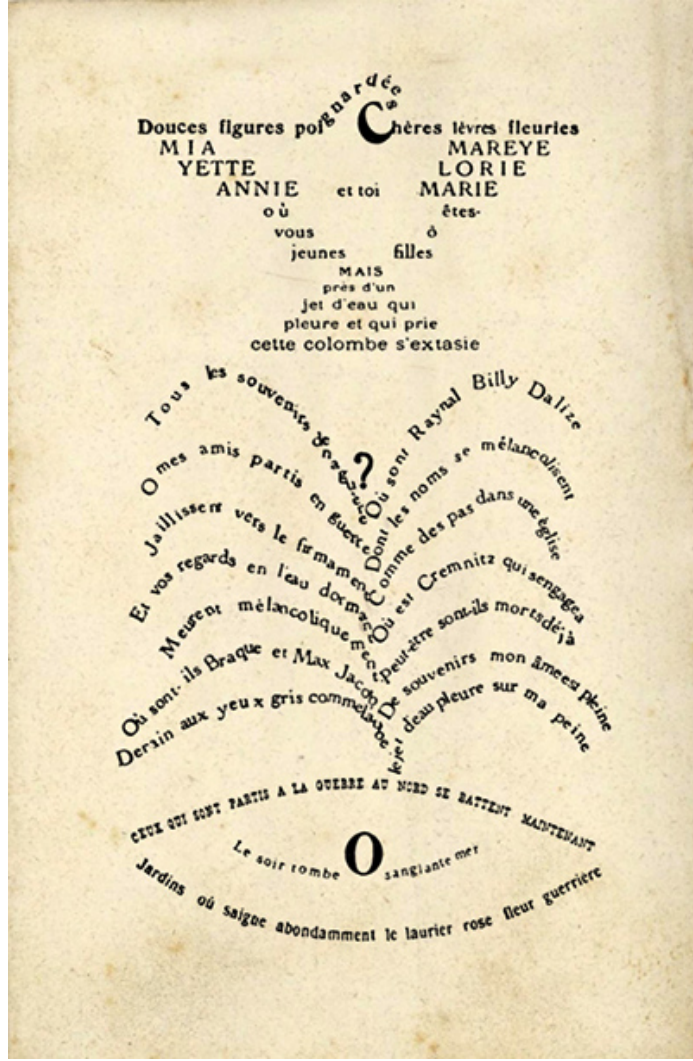 Douces figures poignardées Chères lèvres fleuries
MIA MAREYE
YETTE LORIE
ANNIE et toi MARIE
où êtes-
vous ô
jeunes filles
MAIS
près d'un
jet d'eau qui
pleure et qui prie
cette colombe s'extasie
Tous les souvenirs de naguère
O mes amis partis en guerre
Jaillissent vers le firmament
Et vos regards en l'eau dormant
Meurent mélancoliquement
Où sont-ils Braque et Max Jacob
Derain aux yeux gris comme l'aube
?
Où sont Raynal Billy Dalize
Dont les noms se mélancolisent
Comme des pas dans une église
Où est Cremnitz qui s'engagea
Peut-être sont-ils morts déjà
De souvenirs mon âme est pleine
Le jet d'eau pleure sur ma peine
CEUX QUI SONT PARTIS A LA GUERRE AU NORD SE BATTENT MAINTENANT
Le soir tombe O sanglante mer
Jardins où saigne abondamment le laurier rose fleur guerrière